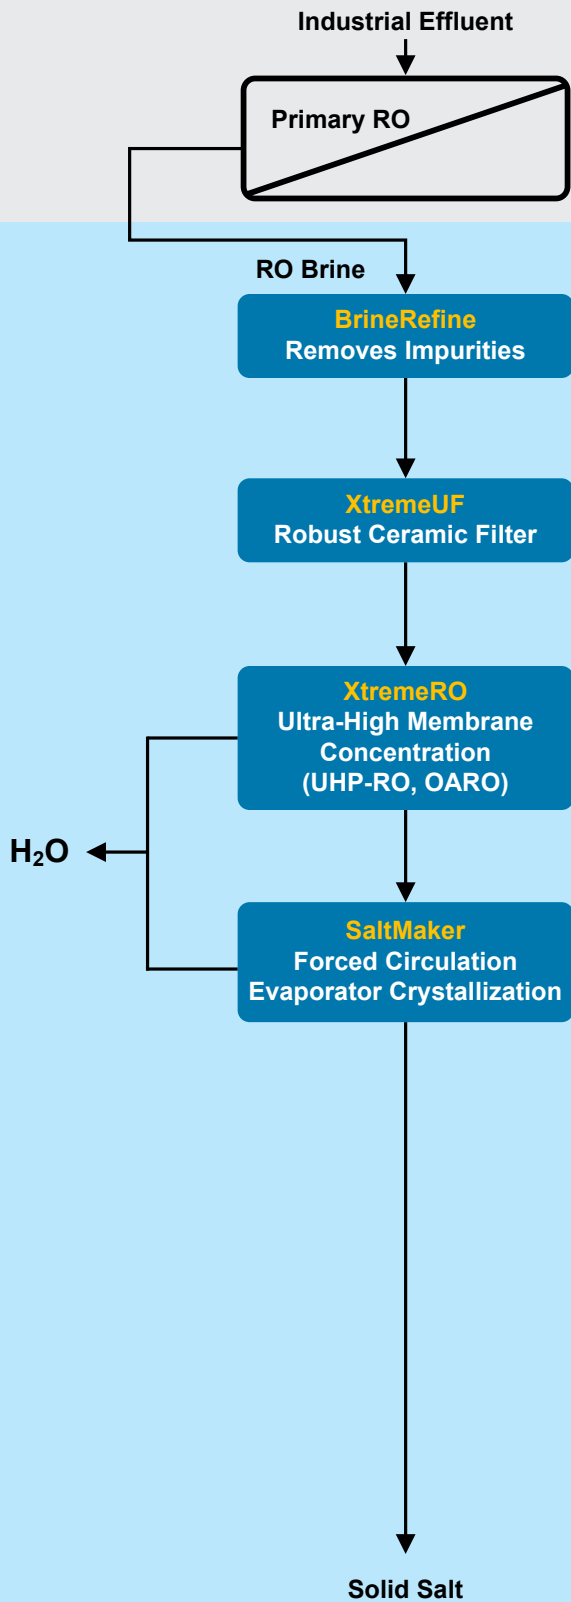 Industrial Effluent
Primary RO
RO Brine
BrineRefine
Removes Impurities
XtremeUF
Robust Ceramic Filter
XtremeRO
Ultra-High Membrane
Concentration
(UHP-RO, OARO)
H₂O
SaltMaker
Forced Circulation
Evaporator Crystallization
Solid Salt